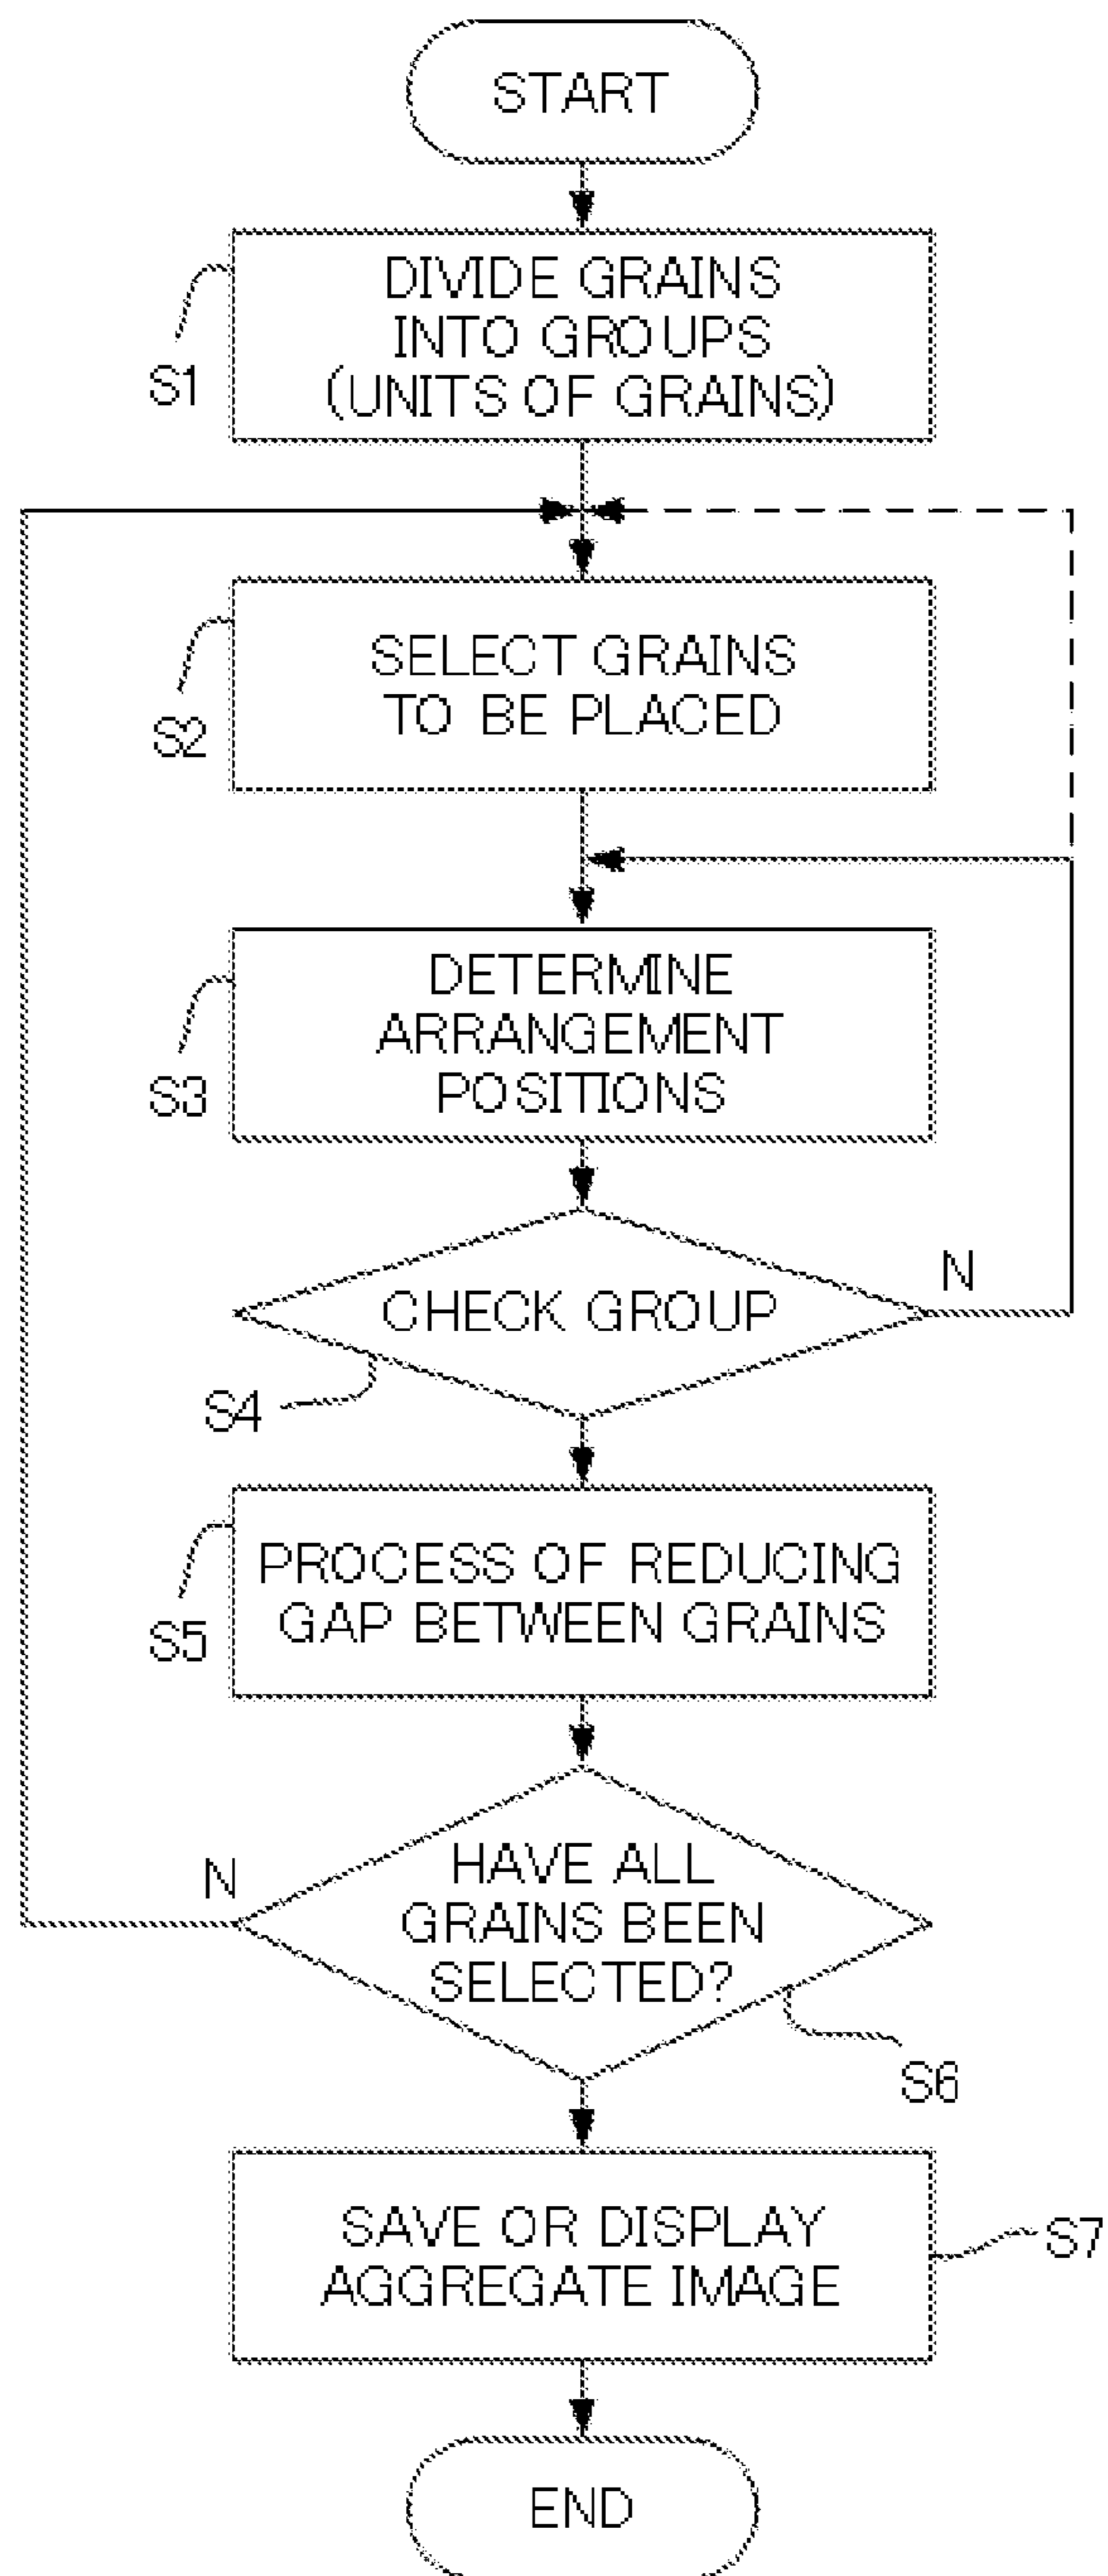 START
DIVIDE GRAINS
INTO GROUPS
(UNITS OF GRAINS)
S1
SELECT GRAINS
TO BE PLACED
S2
DETERMINE
ARRANGEMENT
POSITIONS
S3
CHECK GROUP
N
S4
PROCESS OF REDUCING
GAP BETWEEN GRAINS
S5
N
HAVE ALL
GRAINS BEEN
SELECTED?
S6
SAVE OR DISPLAY
AGGREGATE IMAGE
S7
END